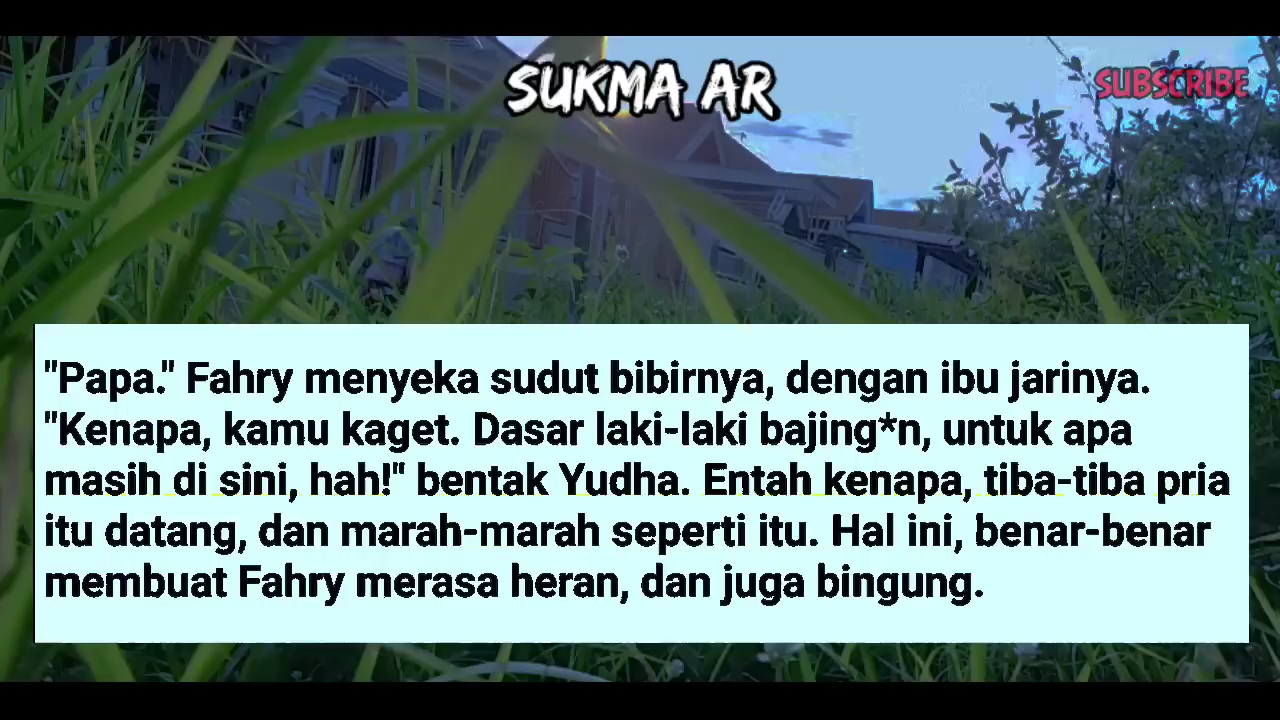 SUKMA AR
SUBSCRIBE
"Papa." Fahry menyeka sudut bibirnya, dengan ibu jarinya.
"Kenapa, kamu kaget. Dasar laki-laki bajing*n, untuk apa
masih di sini, hah!" bentak Yudha. Entah kenapa, tiba-tiba pria
itu datang, dan marah-marah seperti itu. Hal ini, benar-benar
membuat Fahry merasa heran, dan juga bingung.